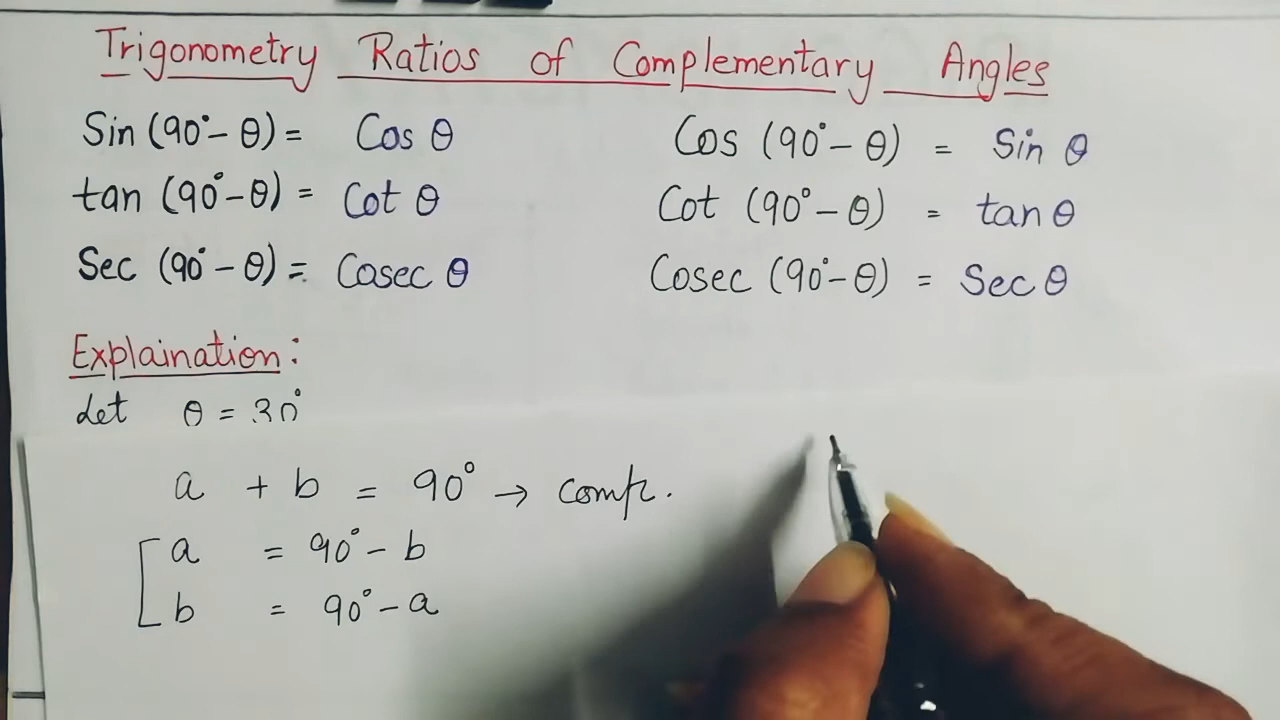 Trigonometry Ratios of Complementary Angles
Sin (90° - θ) = Cos θ
Cos (90° - θ) = Sin θ
tan (90° - θ) = Cot θ
Cot (90° - θ) = tan θ
Sec (90° - θ) = Cosec θ
Cosec (90° - θ) = Sec θ
Explaination :
Let θ = 30°
a + b = 90° → comp.
a = 90° - b
b = 90° - a